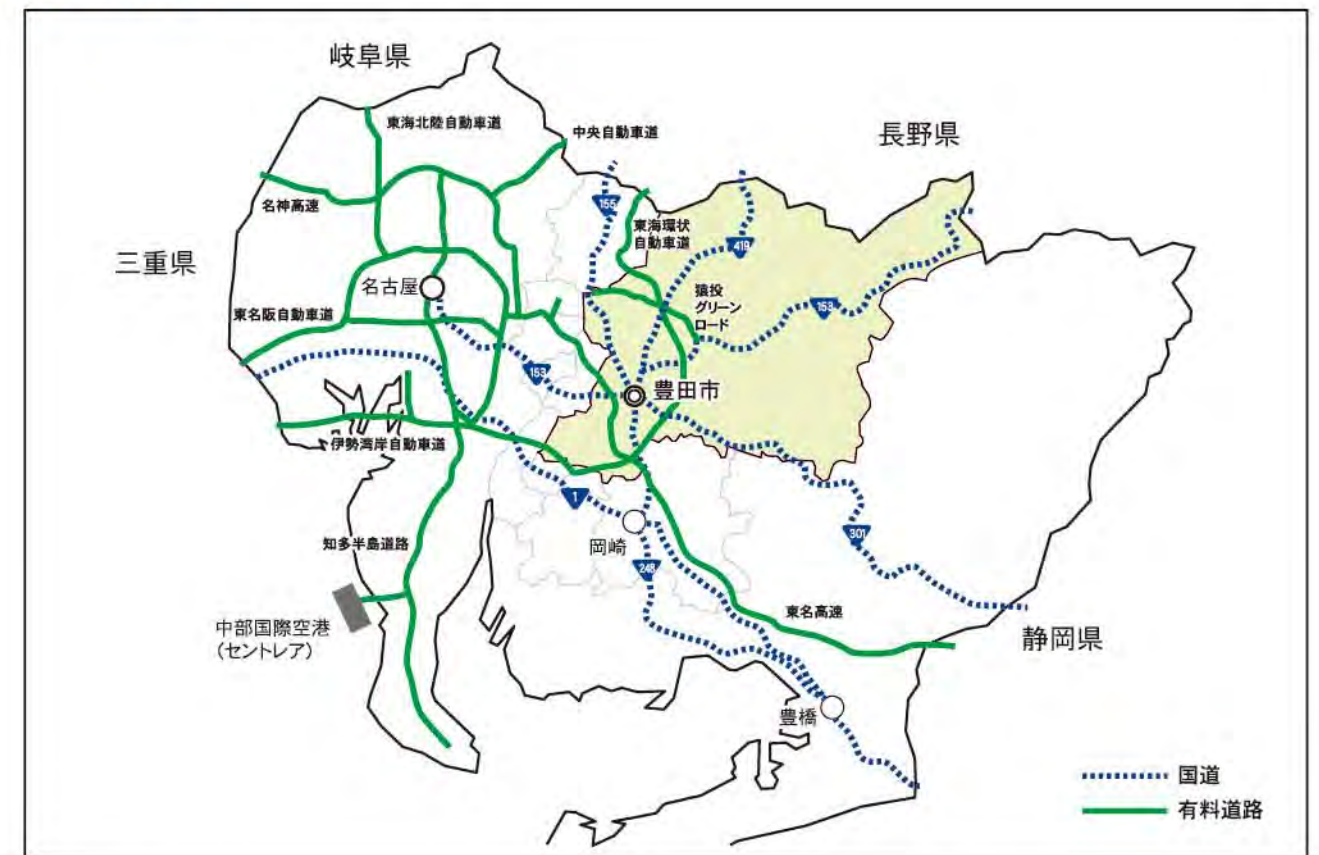 岐阜県
東海北陸自動車道
中央自動車道
長野県
名神高速
155
東海環状
自動車道
419
三重県
名古屋
猿投
グリーン
ロード
153
東名阪自動車道
153
豊田市
伊勢湾岸自動車道
1
301
知多半島道路
岡崎
248
中部国際空港
（セントレア）
東名高速
静岡県
豊橋
国道
有料道路